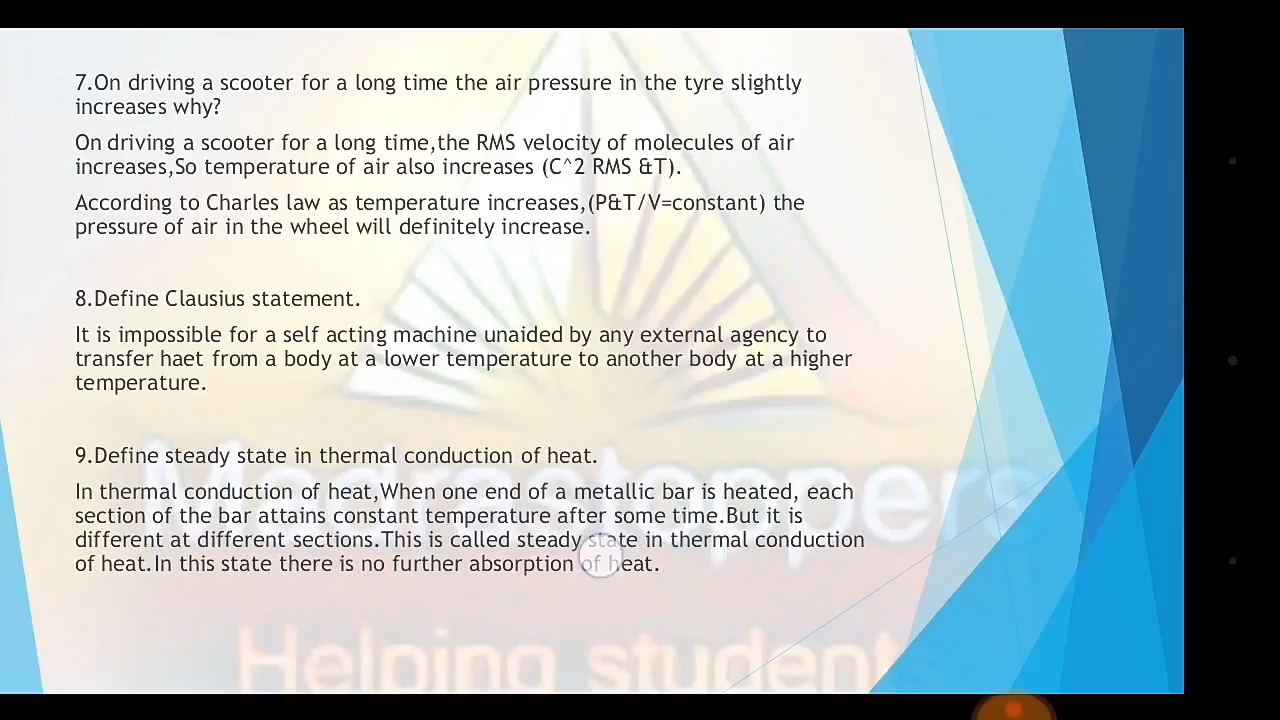 7.On driving a scooter for a long time the air pressure in the tyre slightly
increases why?
On driving a scooter for a long time,the RMS velocity of molecules of air
increases,So temperature of air also increases (C^2 RMS &T).
According to Charles law as temperature increases,(P&T/V=constant) the
pressure of air in the wheel will definitely increase.
8.Define Clausius statement.
It is impossible for a self acting machine unaided by any external agency to
transfer haet from a body at a lower temperature to another body at a higher
temperature.
9.Define steady state in thermal conduction of heat.
In thermal conduction of heat,When one end of a metallic bar is heated, each
section of the bar attains constant temperature after some time.But it is
different at different sections.This is called steady state in thermal conduction
of heat.In this state there is no further absorption of heat.
Helping students